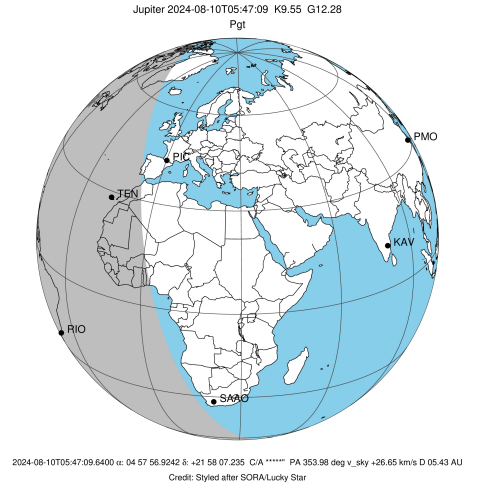 Jupiter 2024-08-10T05:47:09 K9.55 G12.28
Pgt
PMO
PIC
TEN
KAV
RIO
SAAO
2024-08-10T05:47:09.6400 α: 04 57 56.9242 δ: +21 58 07.235 C/A *****" PA 353.98 deg v_sky +26.65 km/s D 05.43 AU
Credit: Styled after SORA/Lucky Star